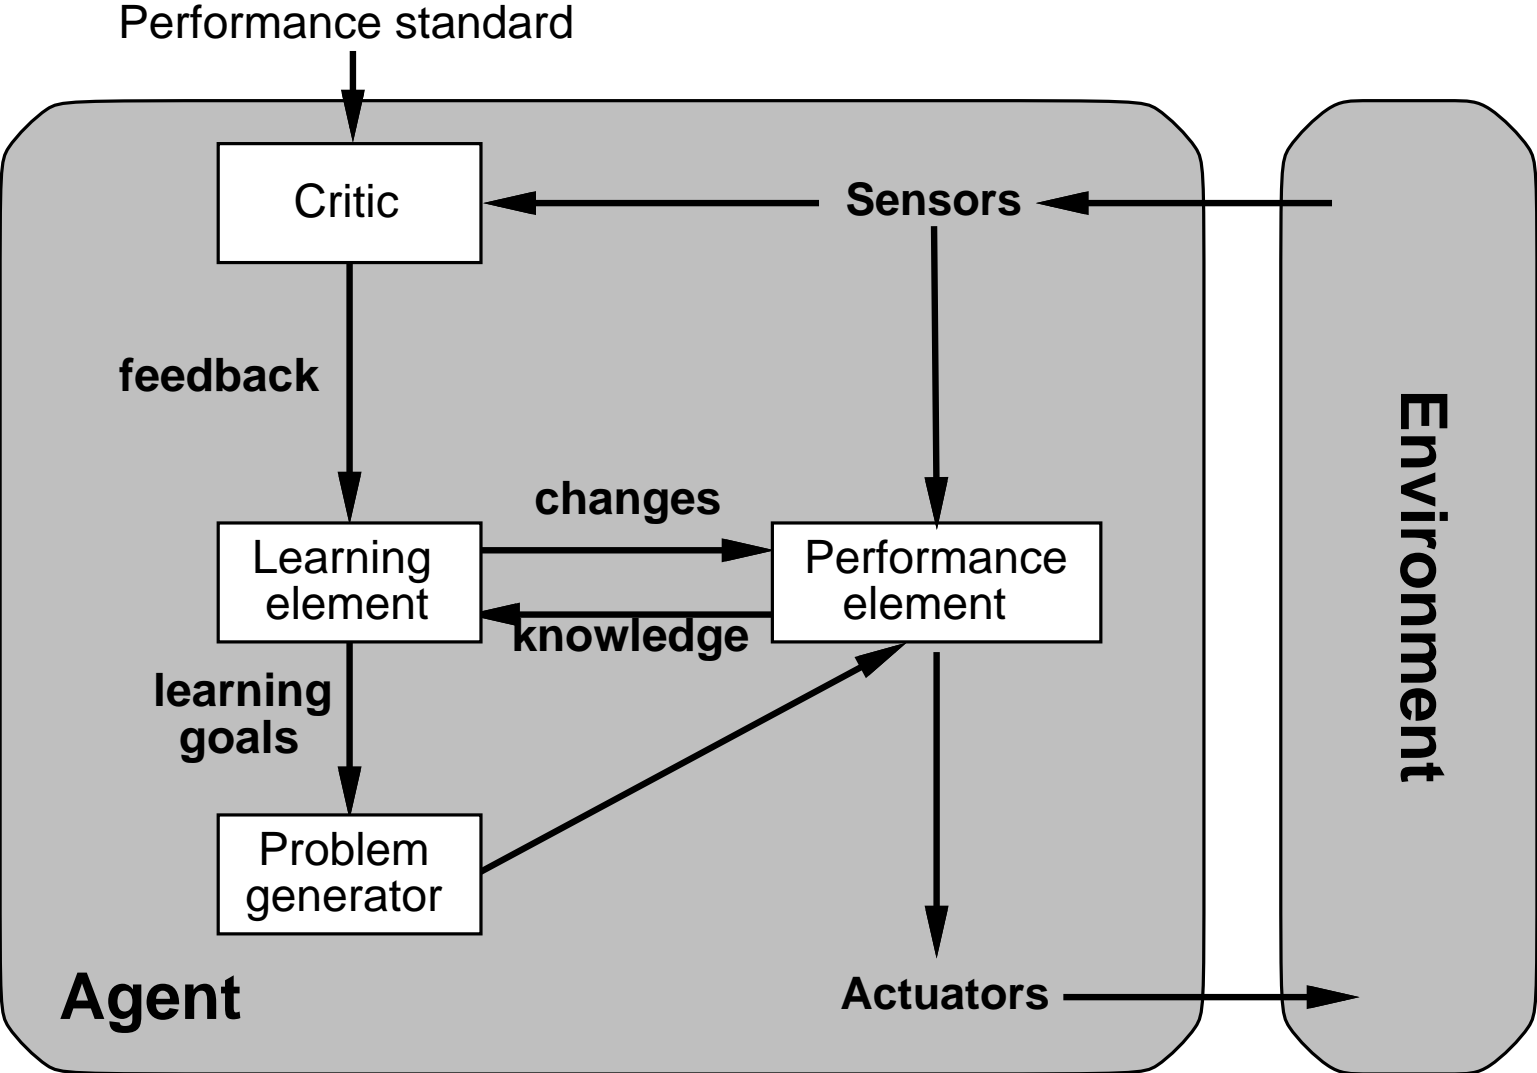 Performance standard
Critic
Sensors
feedback
changes
Learning
element
Performance
element
knowledge
learning
goals
Problem
generator
Agent
Actuators
Environment